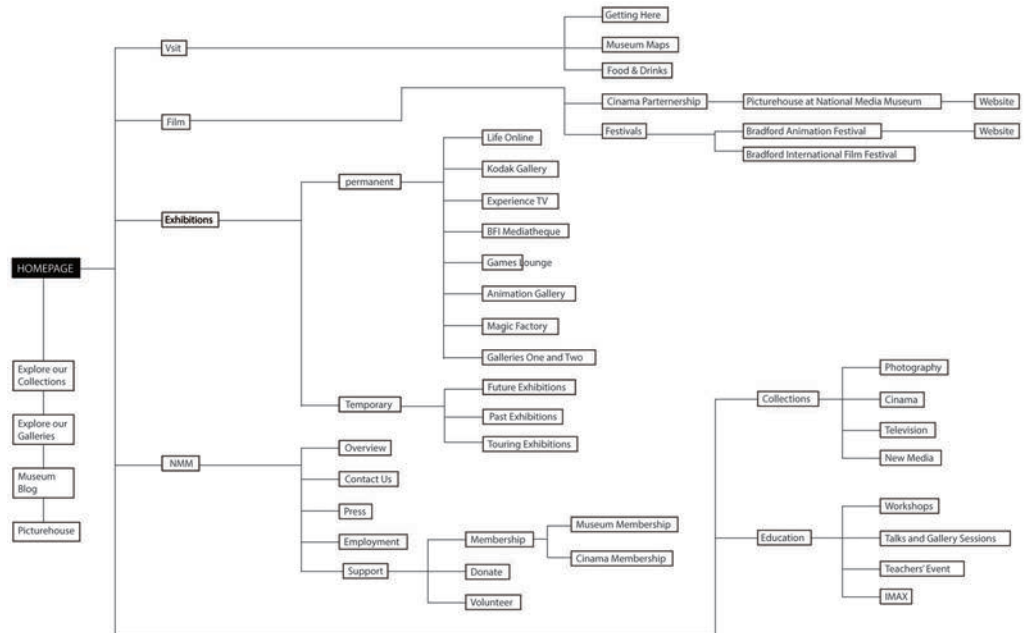 HOMEPAGE
Explore our
Collections
Explore our
Galleries
Museum
Blog
Picturehouse
Vsit
Getting Here
Museum Maps
Food & Drinks
Film
Cinama Parternership
Picturehouse at National Media Museum
Website
Festivals
Bradford Animation Festival
Website
Bradford International Film Festival
Exhibitions
permanent
Life Online
Kodak Gallery
Experience TV
BFI Mediatheque
Games Lounge
Animation Gallery
Magic Factory
Galleries One and Two
Temporary
Future Exhibitions
Past Exhibitions
Touring Exhibitions
NMM
Overview
Contact Us
Press
Employment
Support
Membership
Museum Membership
Cinama Membership
Donate
Volunteer
Collections
Photography
Cinama
Television
New Media
Education
Workshops
Talks and Gallery Sessions
Teachers' Event
IMAX